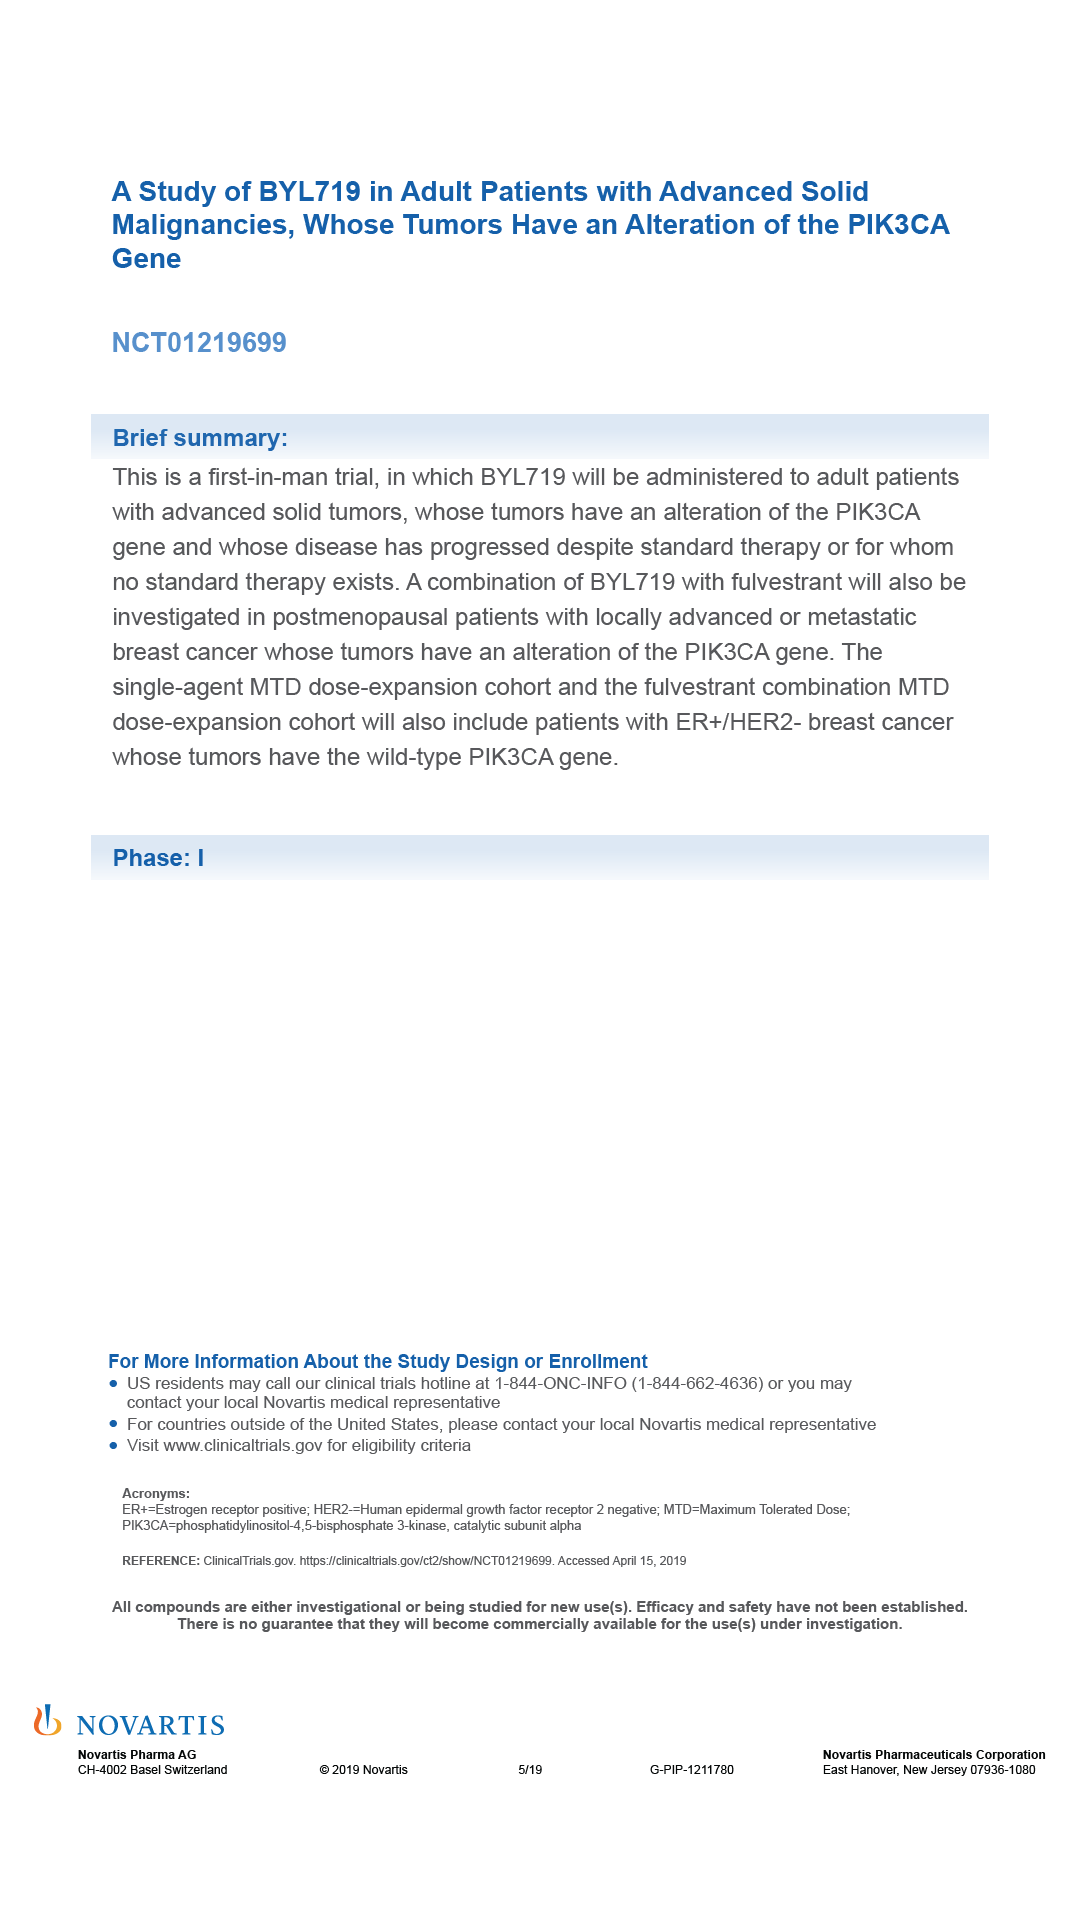 A Study of BYL719 in Adult Patients with Advanced Solid
Malignancies, Whose Tumors Have an Alteration of the PIK3CA
Gene
NCT01219699
Brief summary:
This is a first-in-man trial, in which BYL719 will be administered to adult patients
with advanced solid tumors, whose tumors have an alteration of the PIK3CA
gene and whose disease has progressed despite standard therapy or for whom
no standard therapy exists. A combination of BYL719 with fulvestrant will also be
investigated in postmenopausal patients with locally advanced or metastatic
breast cancer whose tumors have an alteration of the PIK3CA gene. The
single-agent MTD dose-expansion cohort and the fulvestrant combination MTD
dose-expansion cohort will also include patients with ER+/HER2- breast cancer
whose tumors have the wild-type PIK3CA gene.
Phase: I
For More Information About the Study Design or Enrollment
● US residents may call our clinical trials hotline at 1-844-ONC-INFO (1-844-662-4636) or you may
contact your local Novartis medical representative
● For countries outside of the United States, please contact your local Novartis medical representative
● Visit www.clinicaltrials.gov for eligibility criteria
Acronyms:
ER+=Estrogen receptor positive; HER2-=Human epidermal growth factor receptor 2 negative; MTD=Maximum Tolerated Dose;
PIK3CA=phosphatidylinositol-4,5-bisphosphate 3-kinase, catalytic subunit alpha
REFERENCE: ClinicalTrials.gov. https://clinicaltrials.gov/ct2/show/NCT01219699. Accessed April 15, 2019
All compounds are either investigational or being studied for new use(s). Efficacy and safety have not been established.
There is no guarantee that they will become commercially available for the use(s) under investigation.
NOVARTIS
Novartis Pharma AG Novartis Pharmaceuticals Corporation
CH-4002 Basel Switzerland © 2019 Novartis 5/19 G-PIP-1211780 East Hanover, New Jersey 07936-1080